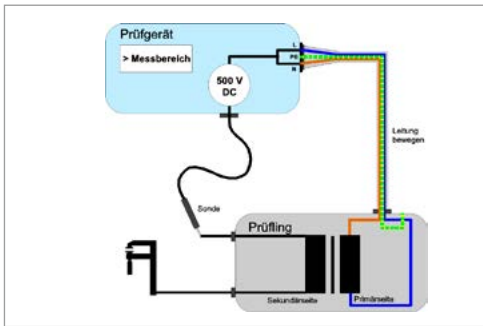 Prüfgerät
> Messbereich
L
PE
N
500 V
DC
Leitung
bewegen
Sonde
Prüfling
Sekundärseite
Primärseite